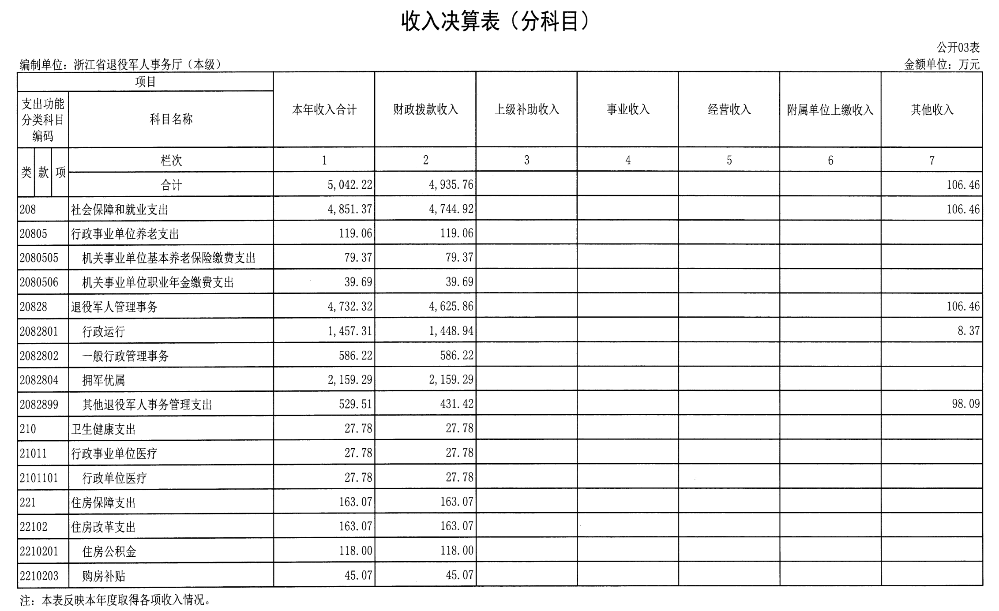 收入决算表（分科目）
公开03表
编制单位：浙江省退役军人事务厅（本级）
金额单位：万元
项目
支出功能
分类科目
编码
科目名称
本年收入合计
财政拨款收入
上级补助收入
事业收入
经营收入
附属单位上缴收入
其他收入
类 款 项
栏次 1 2 3 4 5 6 7
合计 5,042.22 4,935.76 106.46
208 社会保障和就业支出 4,851.37 4,744.92 106.46
20805 行政事业单位养老支出 119.06 119.06
2080505 机关事业单位基本养老保险缴费支出 79.37 79.37
2080506 机关事业单位职业年金缴费支出 39.69 39.69
20828 退役军人管理事务 4,732.32 4,625.86 106.46
2082801 行政运行 1,457.31 1,448.94 8.37
2082802 一般行政管理事务 586.22 586.22
2082804 拥军优属 2,159.29 2,159.29
2082899 其他退役军人事务管理支出 529.51 431.42 98.09
210 卫生健康支出 27.78 27.78
21011 行政事业单位医疗 27.78 27.78
2101101 行政单位医疗 27.78 27.78
221 住房保障支出 163.07 163.07
22102 住房改革支出 163.07 163.07
2210201 住房公积金 118.00 118.00
2210203 购房补贴 45.07 45.07
注：本表反映本年度取得各项收入情况。